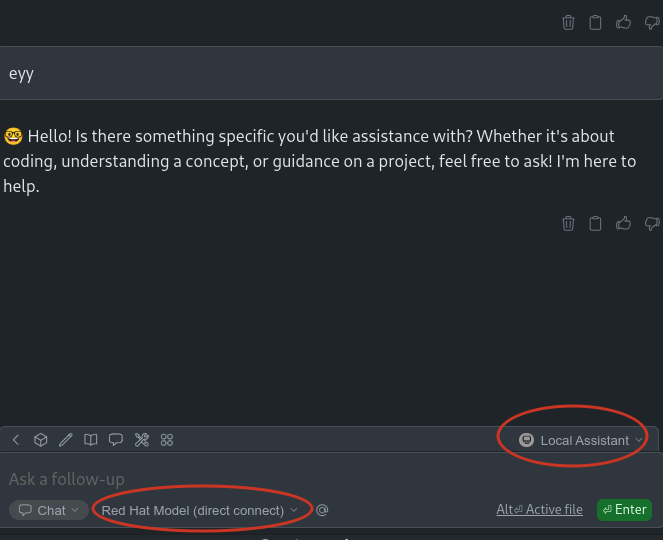 eyy
🤓 Hello! Is there something specific you'd like assistance with? Whether it's about
coding, understanding a concept, or guidance on a project, feel free to ask! I'm here to
help.
Local Assistant
Ask a follow-up
Chat
Red Hat Model (direct connect)
@
Alt⏎ Active file
⏎ Enter